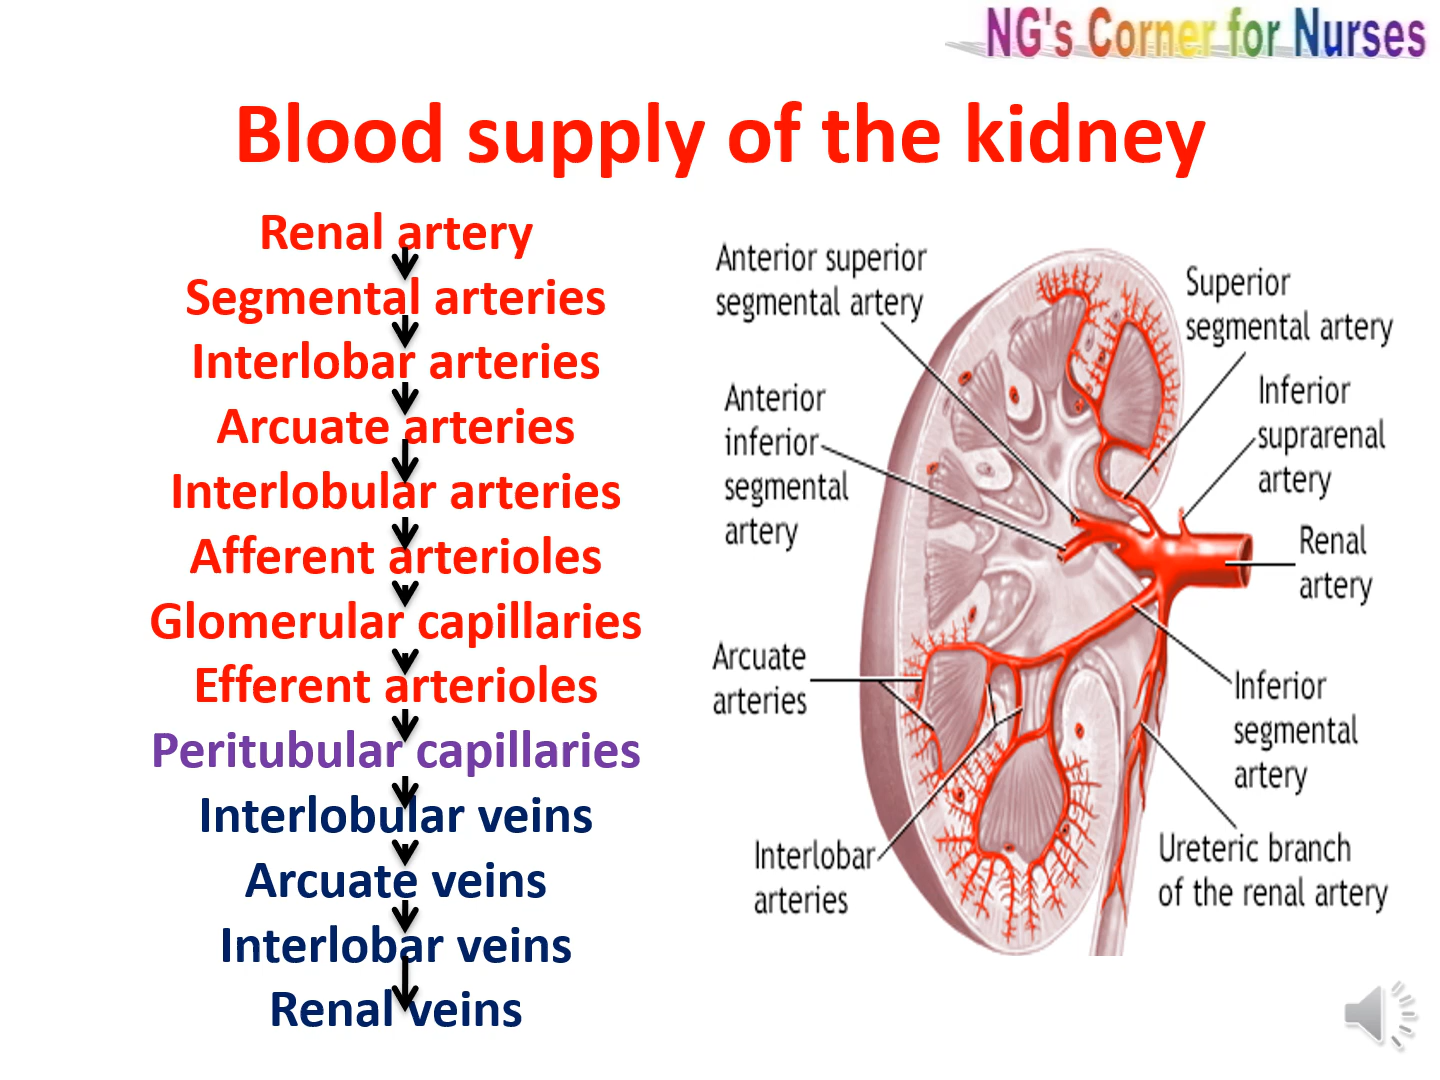 NG's Corner for Nurses
Blood supply of the kidney
Renal artery
Segmental arteries
Interlobar arteries
Arcuate arteries
Interlobular arteries
Afferent arterioles
Glomerular capillaries
Efferent arterioles
Peritubular capillaries
Interlobular veins
Arcuate veins
Interlobar veins
Renal veins
Anterior superior
segmental artery
Anterior
inferior
segmental
artery
Arcuate
arteries
Interlobar
arteries
Superior
segmental artery
Inferior
suprarenal
artery
Renal
artery
Inferior
segmental
artery
Ureteric branch
of the renal artery